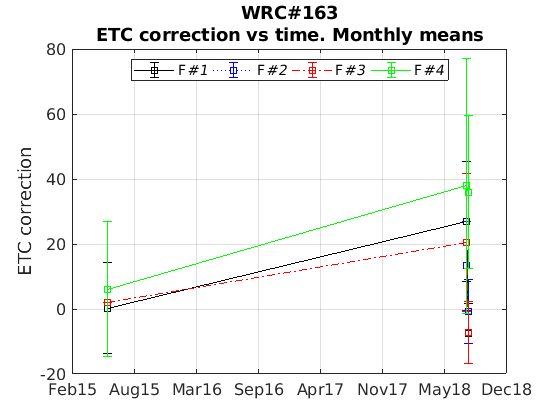 WRC#163
ETC correction vs time. Monthly means
F#1 F#2 F#3 F#4
80
60
40
20
0
-20
ETC correction
Feb15 Aug15 Mar16 Sep16 Apr17 Nov17 May18 Dec18